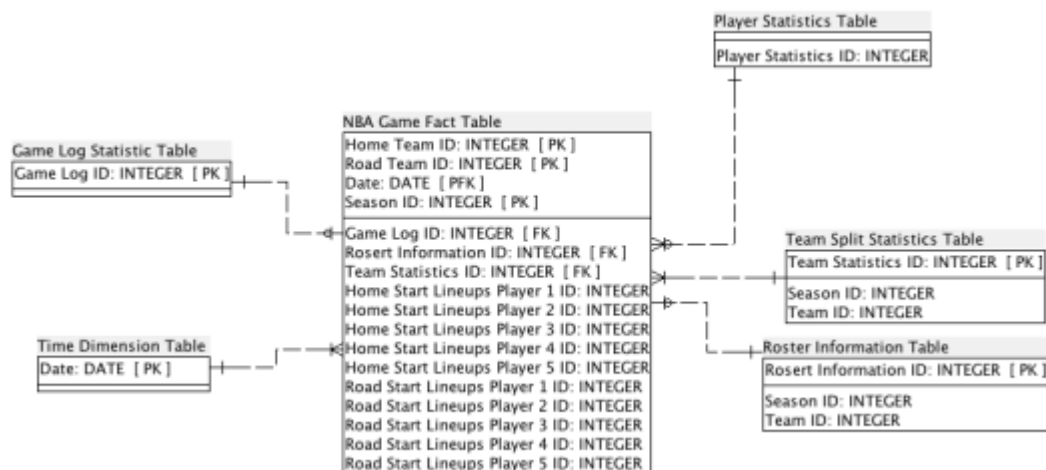 Player Statistics Table
Player Statistics ID: INTEGER
NBA Game Fact Table
Home Team ID: INTEGER [ PK ]
Road Team ID: INTEGER [ PK ]
Date: DATE [ PFK ]
Season ID: INTEGER [ PK ]
Game Log ID: INTEGER [ FK ]
Rosert Information ID: INTEGER [ FK ]
Team Statistics ID: INTEGER [ FK ]
Home Start Lineups Player 1 ID: INTEGER
Home Start Lineups Player 2 ID: INTEGER
Home Start Lineups Player 3 ID: INTEGER
Home Start Lineups Player 4 ID: INTEGER
Home Start Lineups Player 5 ID: INTEGER
Road Start Lineups Player 1 ID: INTEGER
Road Start Lineups Player 2 ID: INTEGER
Road Start Lineups Player 3 ID: INTEGER
Road Start Lineups Player 4 ID: INTEGER
Road Start Lineups Player 5 ID: INTEGER
Game Log Statistic Table
Game Log ID: INTEGER [ PK ]
Time Dimension Table
Date: DATE [ PK ]
Team Split Statistics Table
Team Statistics ID: INTEGER [ PK ]
Season ID: INTEGER
Team ID: INTEGER
Roster Information Table
Rosert Information ID: INTEGER [ PK ]
Season ID: INTEGER
Team ID: INTEGER